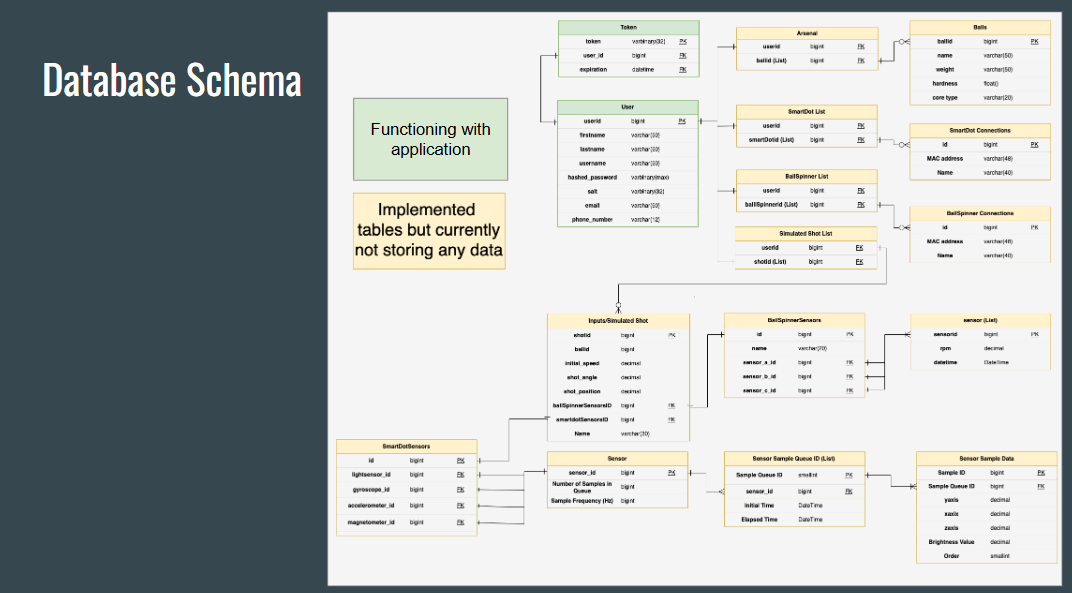 Database Schema
Functioning with
application
Implemented
tables but currently
not storing any data
Token
token varbinary(32) PK
user_id bigint FK
expiration datetime FK
User
userid bigint PK
firstname varchar(50)
lastname varchar(50)
username varchar(50)
hashed_password varbinary(max)
salt varbinary(32)
email varchar(50)
phone_number varchar(12)
Arsenal
userid bigint FK
ballid (List) bigint FK
Balls
ballid bigint PK
name varchar(50)
weight varchar(50)
hardness float()
core type varchar(20)
SmartDot List
userid bigint FK
smartDotid (List) bigint FK
SmartDot Connections
id bigint PK
MAC address varchar(48)
Name varchar(40)
BallSpinner List
userid bigint FK
ballSpinnerid (List) bigint FK
BallSpinner Connections
id bigint PK
MAC address varchar(48)
Name varchar(40)
Simulated Shot List
userid bigint FK
shotid (List) bigint FK
Inputs/Simulated Shot
shotid bigint PK
ballid bigint
initial_speed decimal
shot_angle decimal
shot_position decimal
ballSpinnerSensorsID bigint FK
smartdotSensorsID bigint FK
Name varchar(20)
BallSpinnerSensors
id bigint PK
name varchar(20)
sensor_a_id bigint FK
sensor_b_id bigint FK
sensor_c_id bigint FK
sensor (List)
sensorid bigint PK
rpm decimal
datetime DateTime
SmartDotSensors
id bigint PK
lightsensor_id bigint FK
gyroscope_id bigint FK
accelerometer_id bigint FK
magnetometer_id bigint FK
Sensor
sensor_id bigint PK
Number of Samples in
Queue bigint
Sample Frequency (Hz) bigint
Sensor Sample Queue ID (List)
Sample Queue ID smallint PK
sensor_id bigint FK
Initial Time DateTime
Elapsed Time DateTime
Sensor Sample Data
Sample ID bigint PK
Sample Queue ID bigint FK
yaxis decimal
xaxix decimal
zaxis decimal
Brightness Value decimal
Order smallint